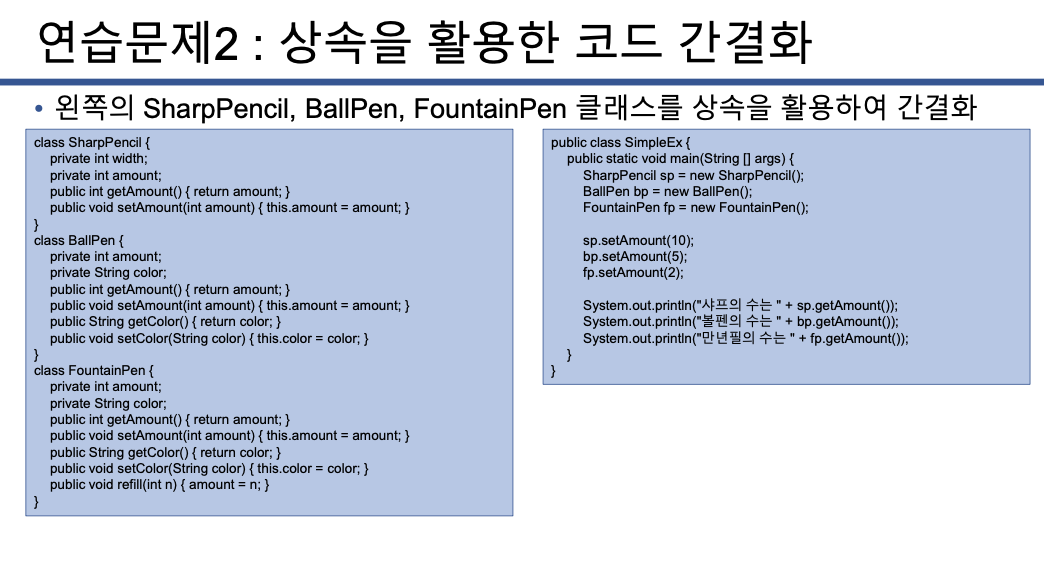 연습문제2 : 상속을 활용한 코드 간결화
• 왼쪽의 SharpPencil, BallPen, FountainPen 클래스를 상속을 활용하여 간결화
class SharpPencil {
private int width;
private int amount;
public int getAmount() { return amount; }
public void setAmount(int amount) { this.amount = amount; }
}
class BallPen {
private int amount;
private String color;
public int getAmount() { return amount; }
public void setAmount(int amount) { this.amount = amount; }
public String getColor() { return color; }
public void setColor(String color) { this.color = color; }
}
class FountainPen {
private int amount;
private String color;
public int getAmount() { return amount; }
public void setAmount(int amount) { this.amount = amount; }
public String getColor() { return color; }
public void setColor(String color) { this.color = color; }
public void refill(int n) { amount = n; }
}
public class SimpleEx {
public static void main(String [] args) {
SharpPencil sp = new SharpPencil();
BallPen bp = new BallPen();
FountainPen fp = new FountainPen();
sp.setAmount(10);
bp.setAmount(5);
fp.setAmount(2);
System.out.println("샤프의 수는 " + sp.getAmount());
System.out.println("볼펜의 수는 " + bp.getAmount());
System.out.println("만년필의 수는 " + fp.getAmount());
}
}